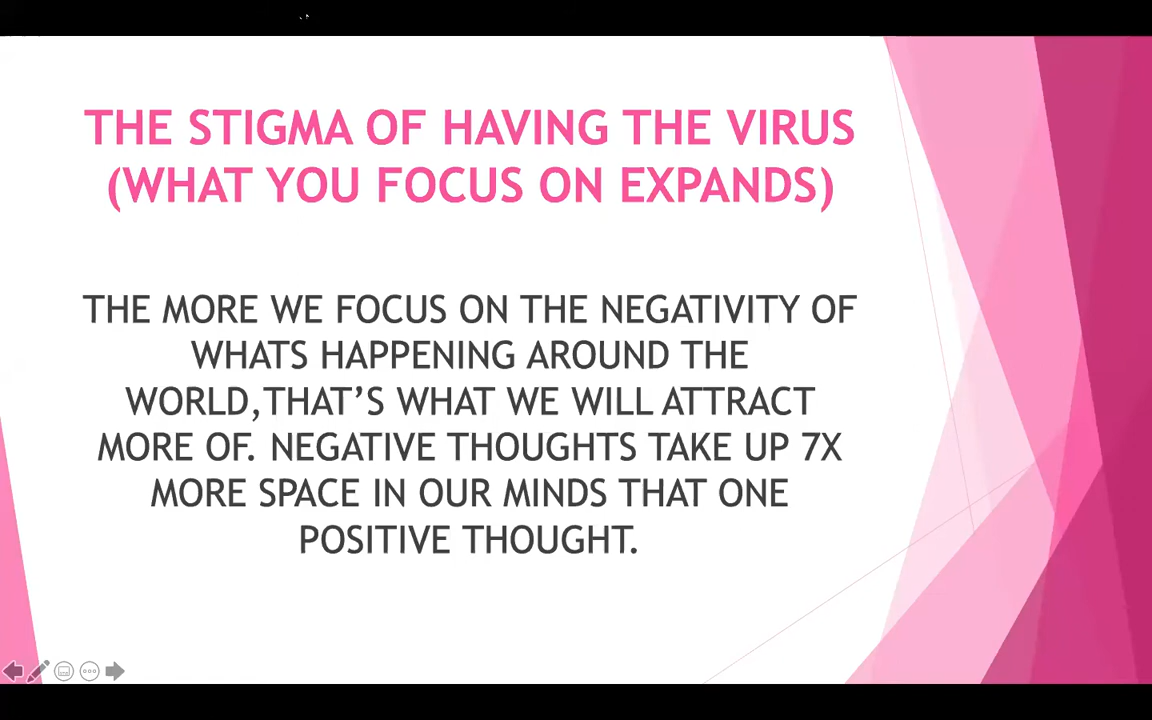 THE STIGMA OF HAVING THE VIRUS
(WHAT YOU FOCUS ON EXPANDS)
THE MORE WE FOCUS ON THE NEGATIVITY OF
WHATS HAPPENING AROUND THE
WORLD,THAT’S WHAT WE WILL ATTRACT
MORE OF. NEGATIVE THOUGHTS TAKE UP 7X
MORE SPACE IN OUR MINDS THAT ONE
POSITIVE THOUGHT.